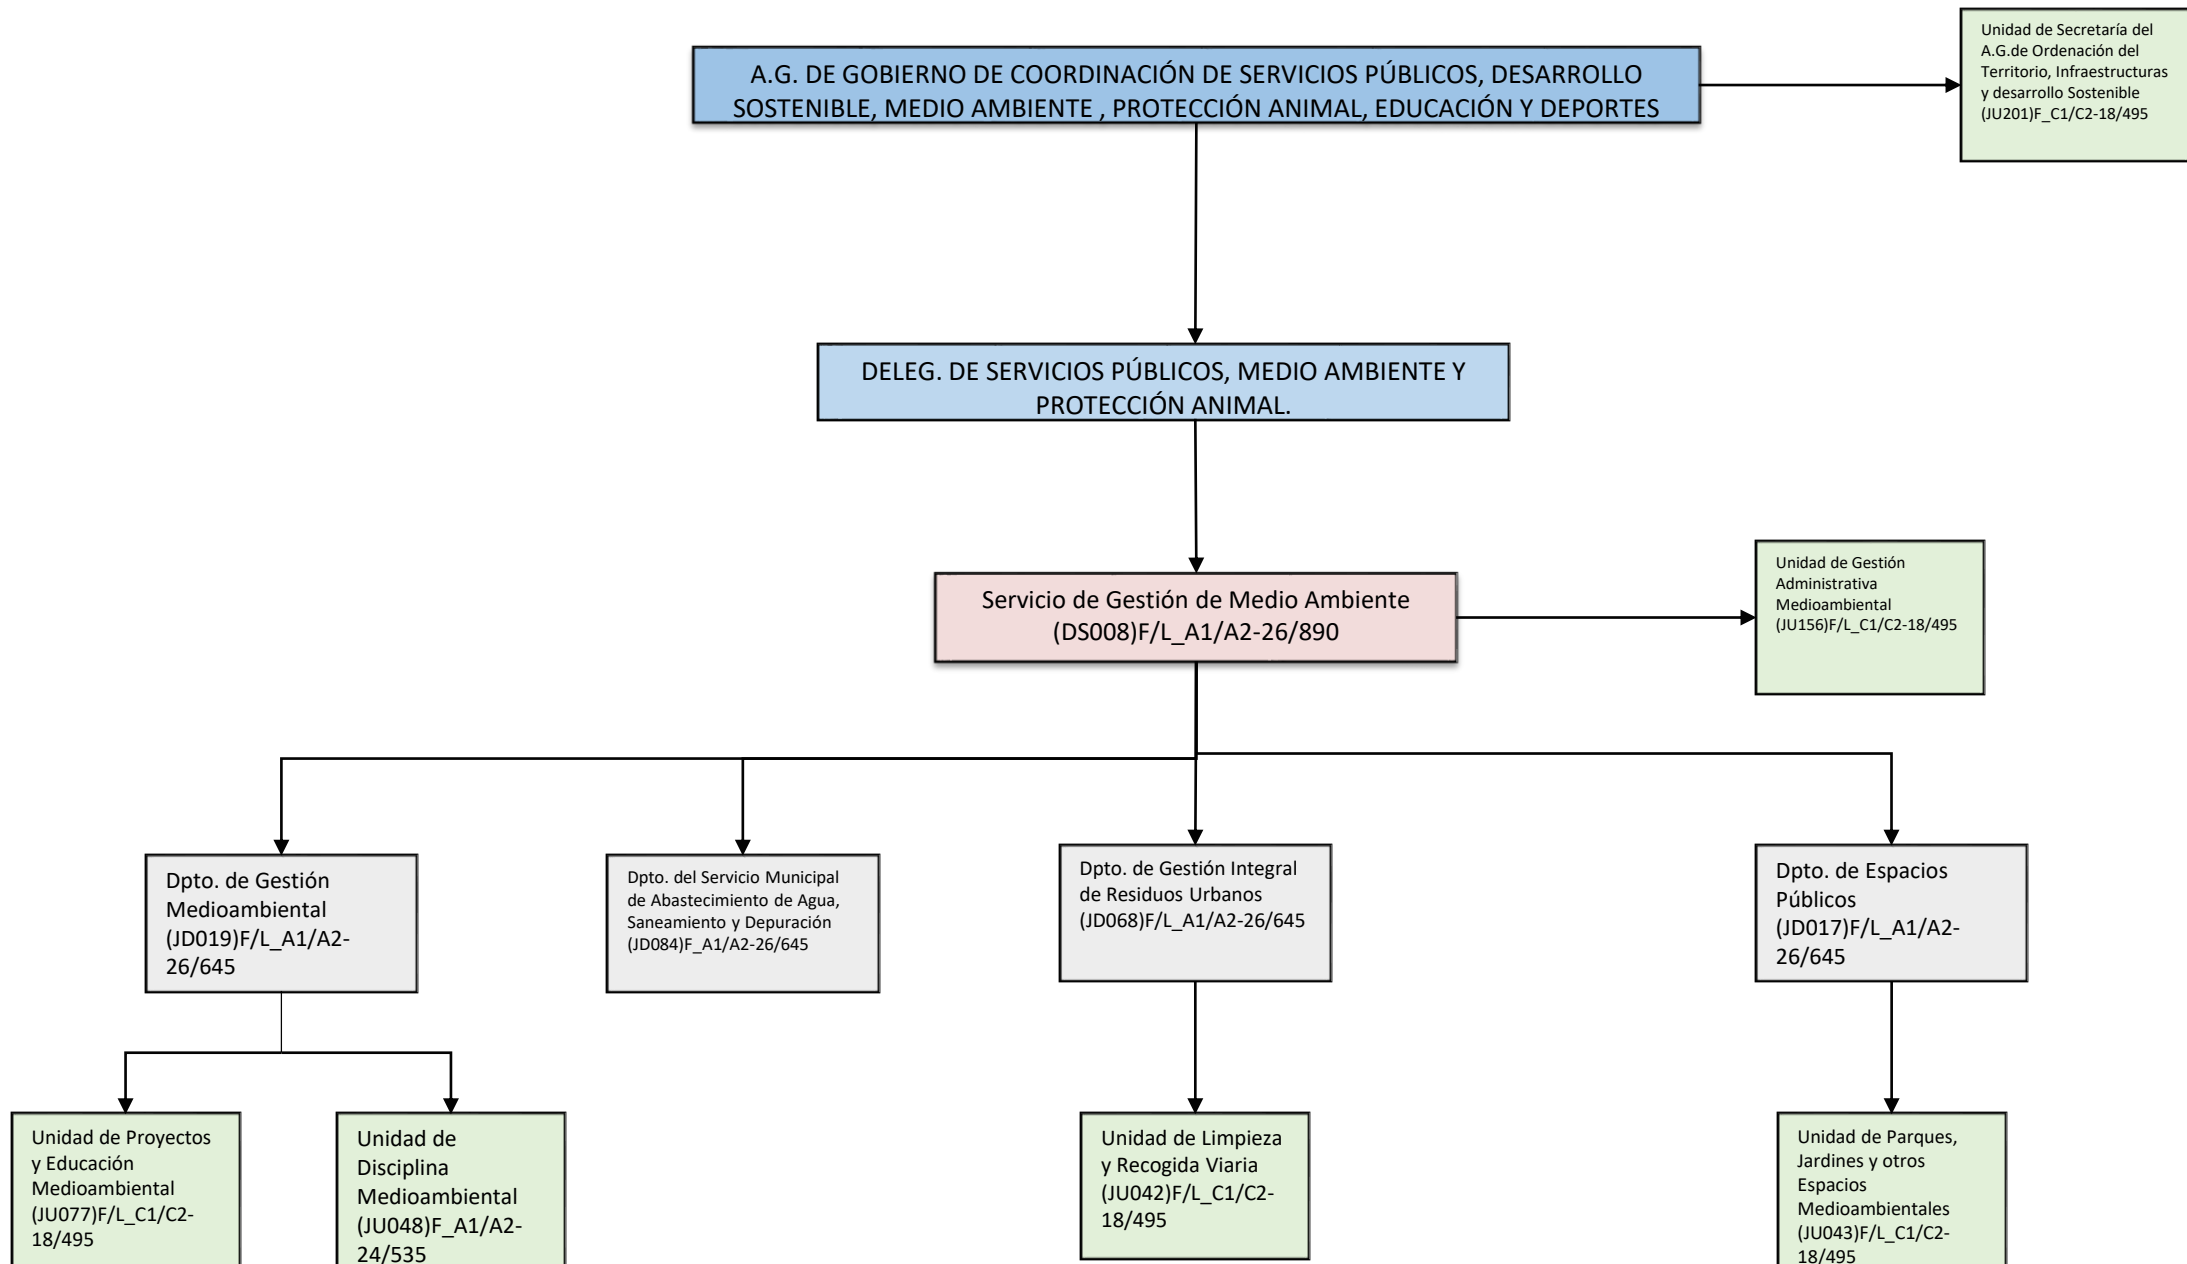 A.G. DE GOBIERNO DE COORDINACIÓN DE SERVICIOS PÚBLICOS, DESARROLLO
SOSTENIBLE, MEDIO AMBIENTE , PROTECCIÓN ANIMAL, EDUCACIÓN Y DEPORTES
Unidad de Secretaría del
A.G.de Ordenación del
Territorio, Infraestructuras
y desarrollo Sostenible
(JU201)F_C1/C2-18/495
DELEG. DE SERVICIOS PÚBLICOS, MEDIO AMBIENTE Y
PROTECCIÓN ANIMAL.
Servicio de Gestión de Medio Ambiente
(DS008)F/L_A1/A2-26/890
Unidad de Gestión
Administrativa
Medioambiental
(JU156)F/L_C1/C2-18/495
Dpto. de Gestión
Medioambiental
(JD019)F/L_A1/A2-
26/645
Dpto. del Servicio Municipal
de Abastecimiento de Agua,
Saneamiento y Depuración
(JD084)F_A1/A2-26/645
Dpto. de Gestión Integral
de Residuos Urbanos
(JD068)F/L_A1/A2-26/645
Dpto. de Espacios
Públicos
(JD017)F/L_A1/A2-
26/645
Unidad de Proyectos
y Educación
Medioambiental
(JU077)F/L_C1/C2-
18/495
Unidad de
Disciplina
Medioambiental
(JU048)F_A1/A2-
24/535
Unidad de Limpieza
y Recogida Viaria
(JU042)F/L_C1/C2-
18/495
Unidad de Parques,
Jardines y otros
Espacios
Medioambientales
(JU043)F/L_C1/C2-
18/495